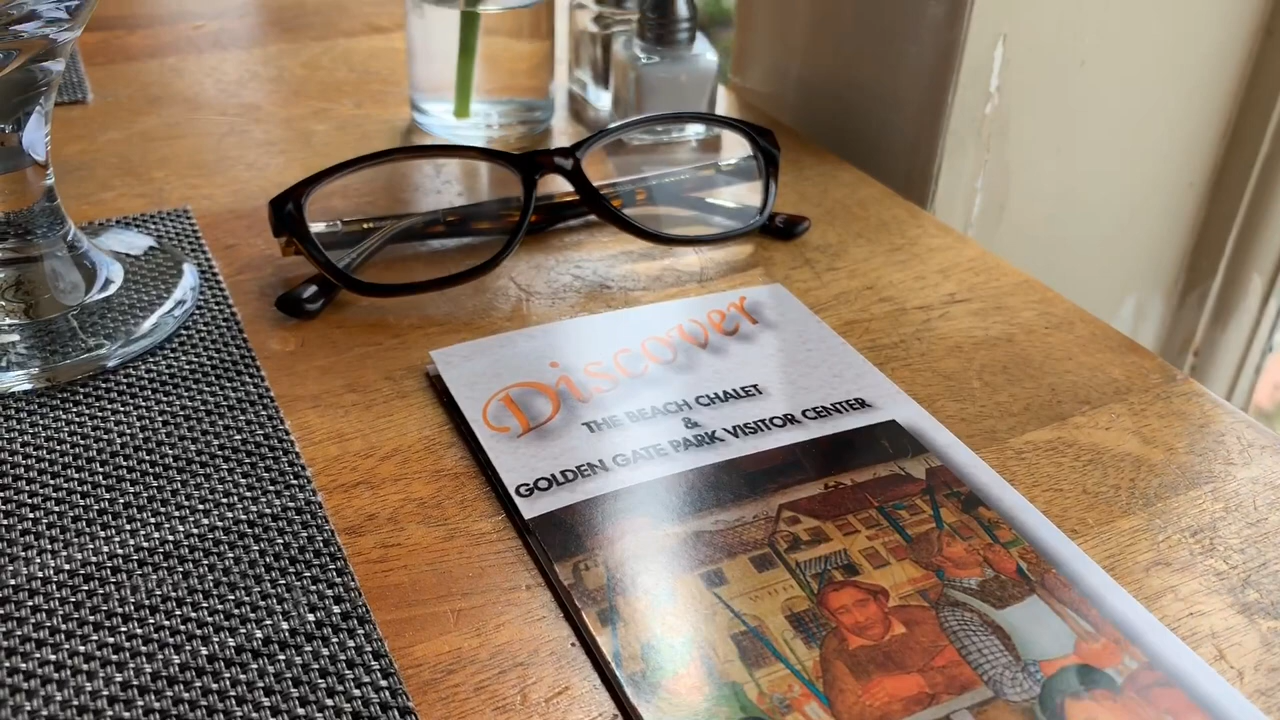 Discover
THE BEACH CHALET
&
GOLDEN GATE PARK VISITOR CENTER